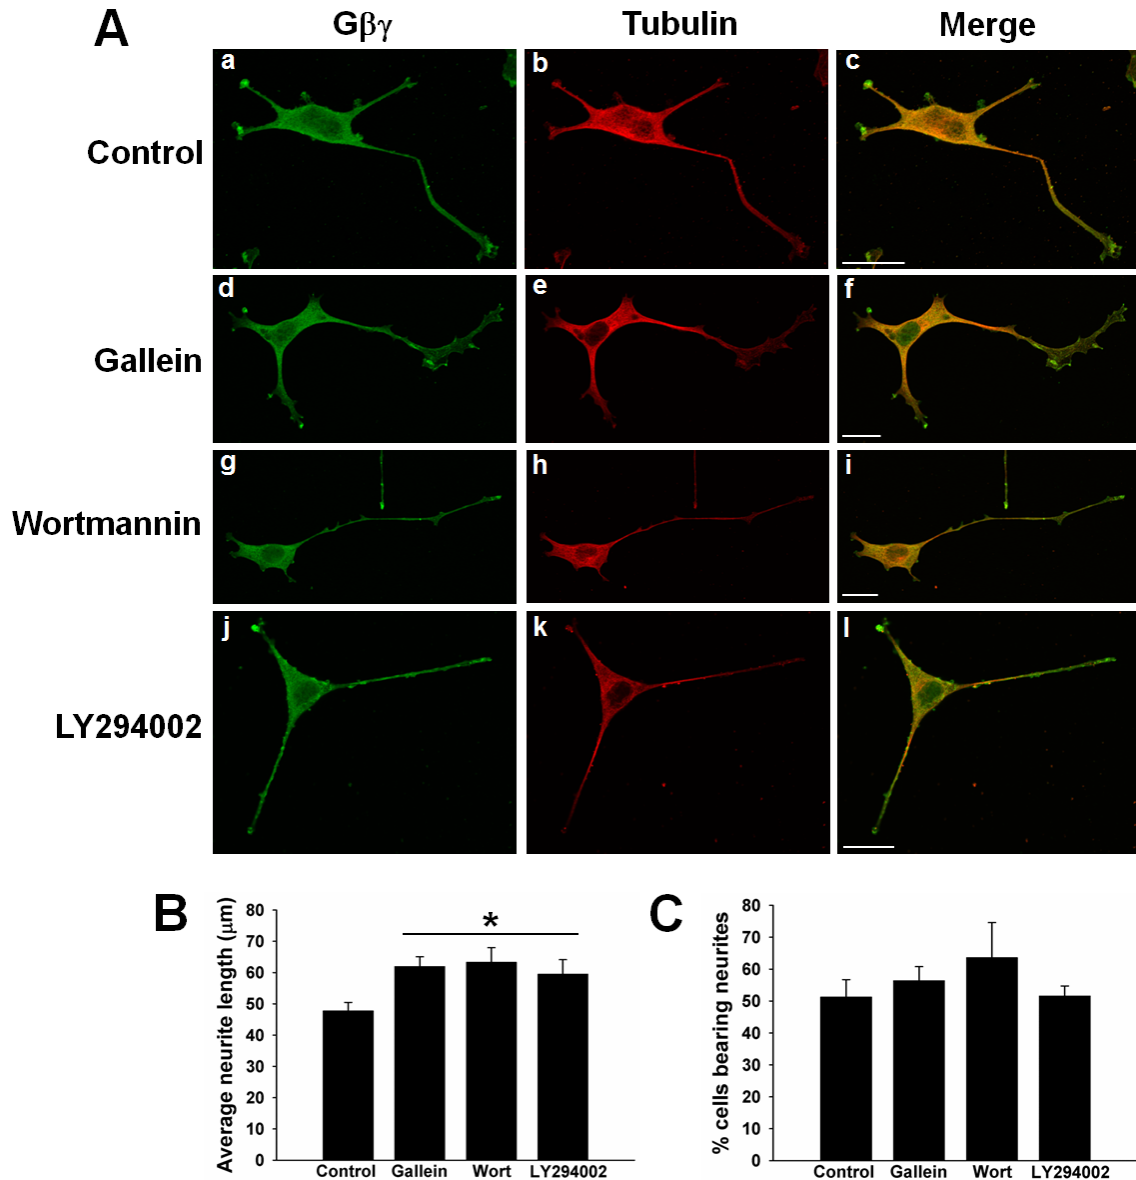 A
Gβγ Tubulin Merge
a b c
Control
d e f
Gallein
g h i
Wortmannin
j k l
LY294002
B
Average neurite length (μm)
80
70
60
50
40
30
20
10
0
*
Control Gallein Wort LY294002
C
% cells bearing neurites
80
70
60
50
40
30
20
10
0
Control Gallein Wort LY294002